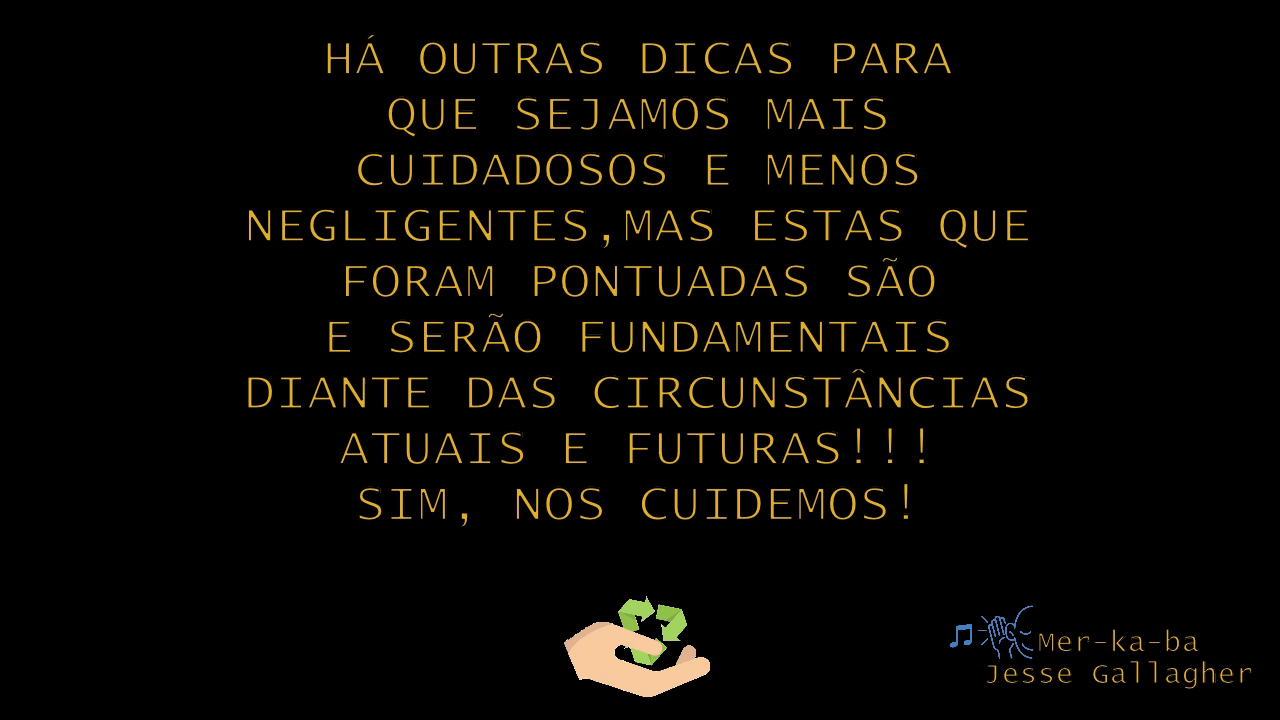 HÁ OUTRAS DICAS PARA
QUE SEJAMOS MAIS
CUIDADOSOS E MENOS
NEGLIGENTES,MAS ESTAS QUE
FORAM PONTUADAS SÃO
E SERÃO FUNDAMENTAIS
DIANTE DAS CIRCUNSTÂNCIAS
ATUAIS E FUTURAS!!!
SIM, NOS CUIDEMOS!
Mer-ka-ba
Jesse Gallagher